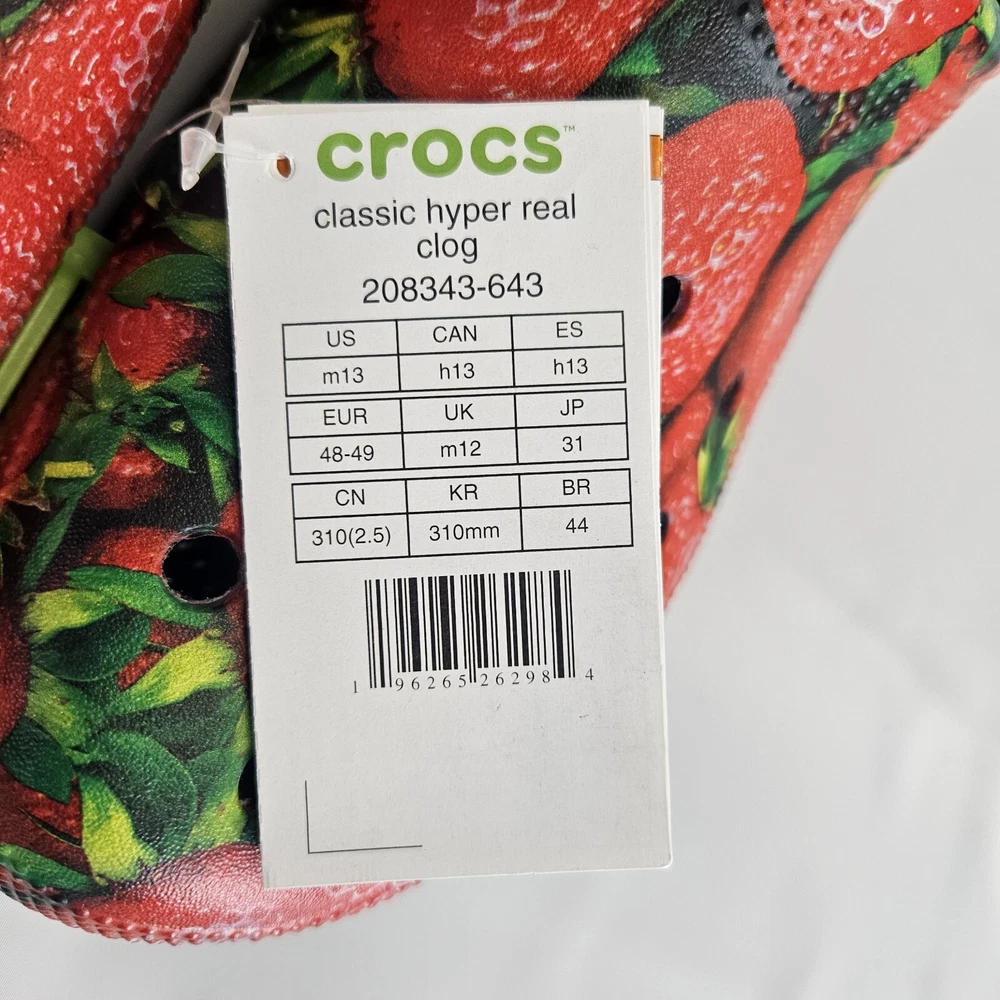 crocs™
classic hyper real
clog
208343-643
US CAN ES
m13 h13 h13
EUR UK JP
48-49 m12 31
CN KR BR
310(2.5) 310mm 44
1 96265 26298 4